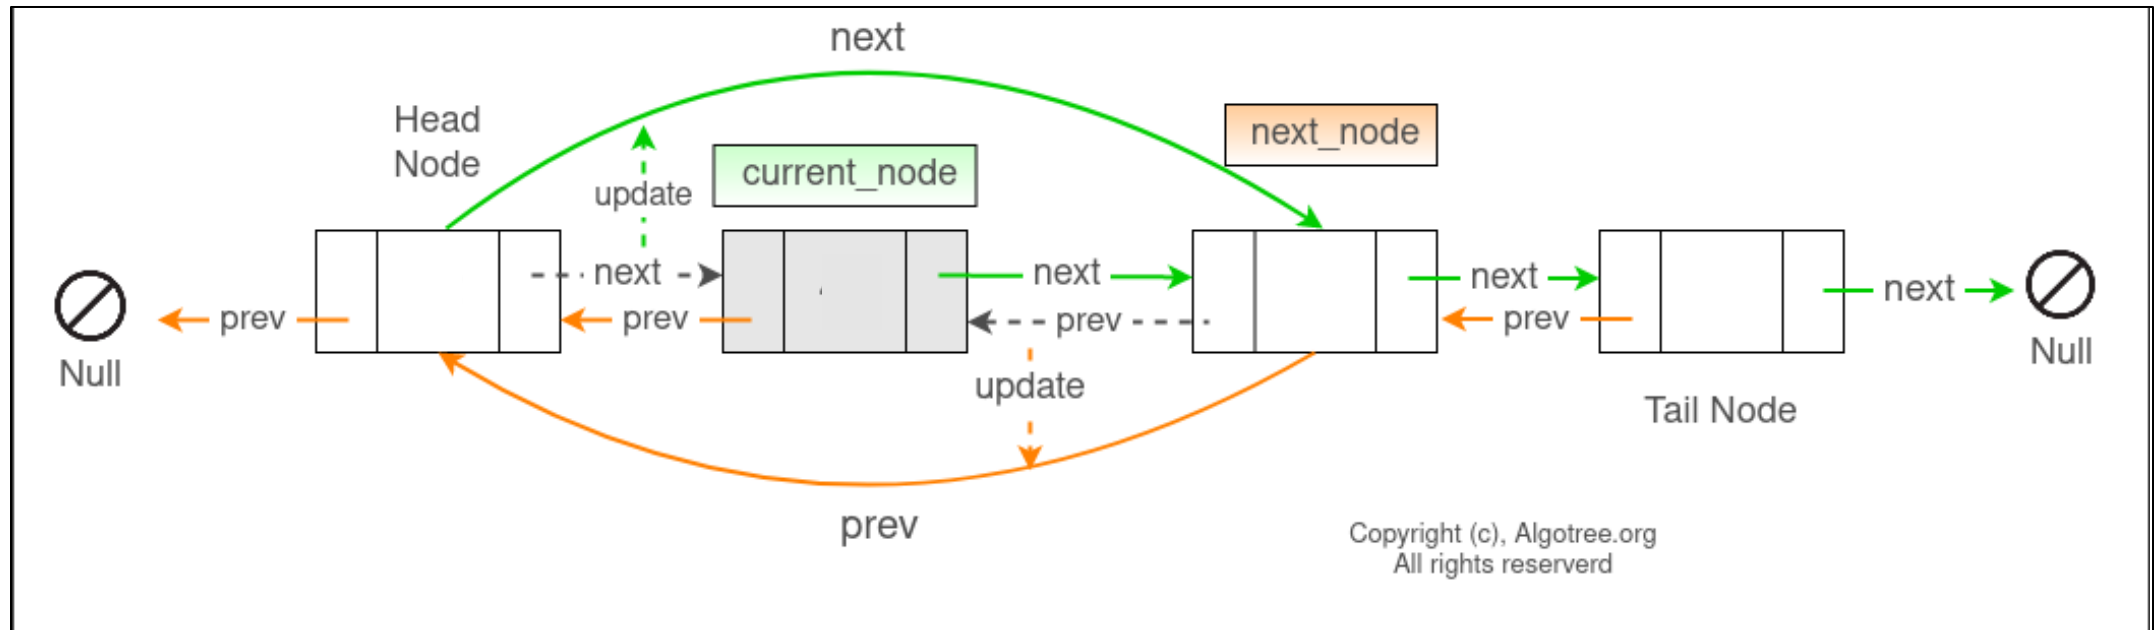 next
Head
Node
next_node
current_node
update
next
next
next
next
prev
prev
prev
prev
Null
Null
update
Tail Node
prev
Copyright (c), Algotree.org
All rights reserverd